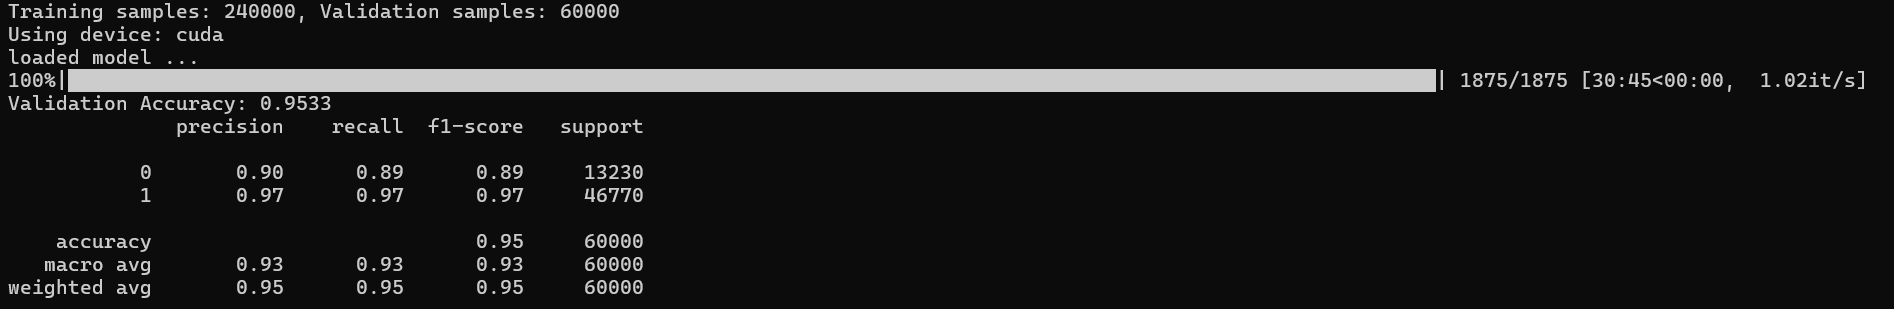 Training samples: 240000, Validation samples: 60000
Using device: cuda
loaded model ...
100%|██████████| 1875/1875 [30:45<00:00,  1.02it/s]
Validation Accuracy: 0.9533
              precision    recall  f1-score   support

           0       0.90      0.89      0.89     13230
           1       0.97      0.97      0.97     46770

    accuracy                           0.95     60000
   macro avg       0.93      0.93      0.93     60000
weighted avg       0.95      0.95      0.95     60000